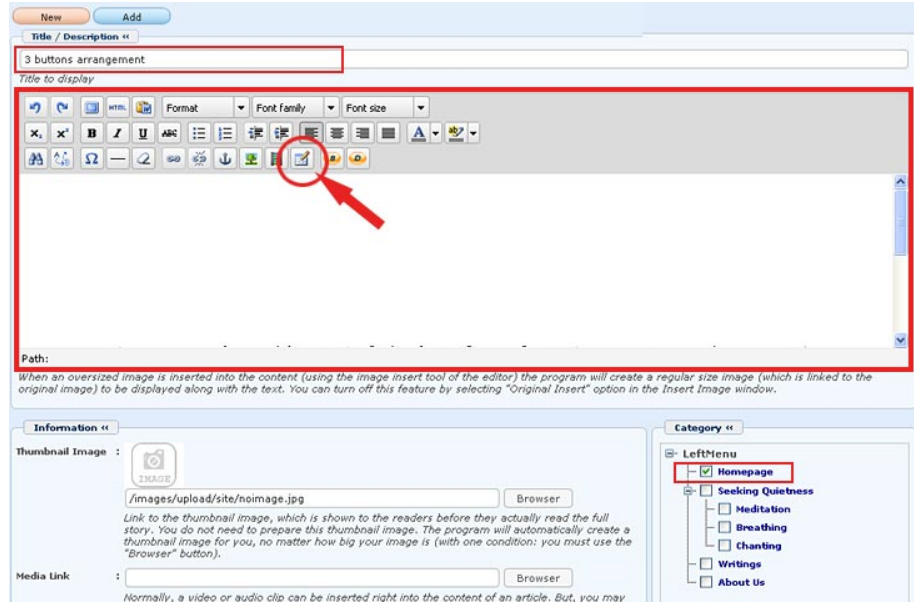 New Add
Title / Description «
3 buttons arrangement
Title to display
HTML Format Font family Font size
B I U ABC A ab
Ω
Path:
When an oversized image is inserted into the content (using the image insert tool of the editor) the program will create a regular size image (which is linked to the
original image) to be displayed along with the text. You can turn off this feature by selecting "Original Insert" option in the Insert Image window.
Information «
Thumbnail Image :
IMAGE
/images/upload/site/noimage.jpg Browser
Link to the thumbnail image, which is shown to the readers before they actually read the full
story. You do not need to prepare this thumbnail image. The program will automatically create a
thumbnail image for you, no matter how big your image is (with one condition: you must use the
"Browser" button).
Media Link : Browser
Normally, a video or audio clip can be inserted right into the content of an article. But, you may
Category «
LeftMenu
Homepage
Seeking Quietness
Meditation
Breathing
Chanting
Writings
About Us